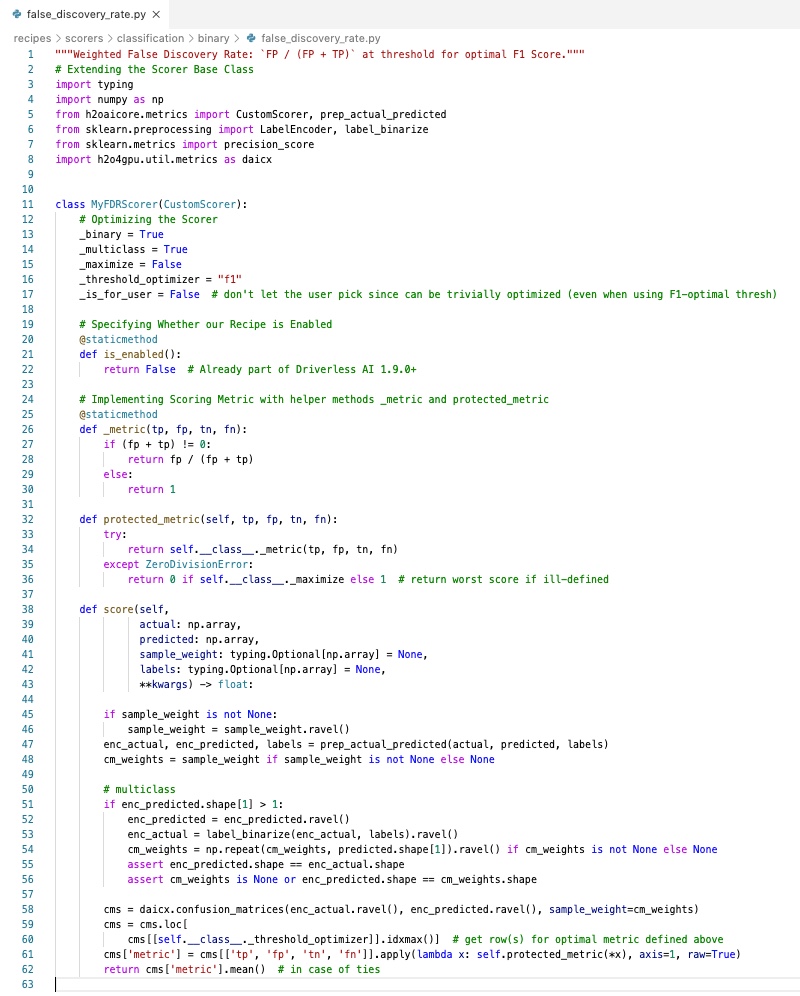 false_discovery_rate.py ×
recipes > scorers > classification > binary > false_discovery_rate.py
1 """Weighted False Discovery Rate: `FP / (FP + TP)` at threshold for optimal F1 Score."""
2 # Extending the Scorer Base Class
3 import typing
4 import numpy as np
5 from h2oaicore.metrics import CustomScorer, prep_actual_predicted
6 from sklearn.preprocessing import LabelEncoder, label_binarize
7 from sklearn.metrics import precision_score
8 import h2o4gpu.util.metrics as daicx
9
10
11 class MyFDRScorer(CustomScorer):
12     # Optimizing the Scorer
13     _binary = True
14     _multiclass = True
15     _maximize = False
16     _threshold_optimizer = "f1"
17     _is_for_user = False  # don't let the user pick since can be trivially optimized (even when using F1-optimal thresh)
18
19     # Specifying Whether our Recipe is Enabled
20     @staticmethod
21     def is_enabled():
22         return False  # Already part of Driverless AI 1.9.0+
23
24     # Implementing Scoring Metric with helper methods _metric and protected_metric
25     @staticmethod
26     def _metric(tp, fp, tn, fn):
27         if (fp + tp) != 0:
28             return fp / (fp + tp)
29         else:
30             return 1
31
32     def protected_metric(self, tp, fp, tn, fn):
33         try:
34             return self.__class__._metric(tp, fp, tn, fn)
35         except ZeroDivisionError:
36             return 0 if self.__class__._maximize else 1  # return worst score if ill-defined
37
38     def score(self,
39               actual: np.array,
40               predicted: np.array,
41               sample_weight: typing.Optional[np.array] = None,
42               labels: typing.Optional[np.array] = None,
43               **kwargs) -> float:
44
45         if sample_weight is not None:
46             sample_weight = sample_weight.ravel()
47         enc_actual, enc_predicted, labels = prep_actual_predicted(actual, predicted, labels)
48         cm_weights = sample_weight if sample_weight is not None else None
49
50         # multiclass
51         if enc_predicted.shape[1] > 1:
52             enc_predicted = enc_predicted.ravel()
53             enc_actual = label_binarize(enc_actual, labels).ravel()
54             cm_weights = np.repeat(cm_weights, predicted.shape[1]).ravel() if cm_weights is not None else None
55             assert enc_predicted.shape == enc_actual.shape
56             assert cm_weights is None or enc_predicted.shape == cm_weights.shape
57
58         cms = daicx.confusion_matrices(enc_actual.ravel(), enc_predicted.ravel(), sample_weight=cm_weights)
59         cms = cms.loc[
60             cms[[self.__class__._threshold_optimizer]].idxmax()]  # get row(s) for optimal metric defined above
61         cms['metric'] = cms[['tp', 'fp', 'tn', 'fn']].apply(lambda x: self.protected_metric(*x), axis=1, raw=True)
62         return cms['metric'].mean()  # in case of ties
63